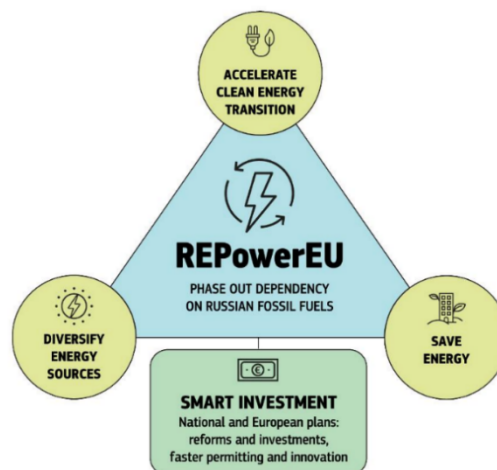 ACCELERATE
CLEAN ENERGY
TRANSITION
REPowerEU
PHASE OUT DEPENDENCY
ON RUSSIAN FOSSIL FUELS
DIVERSIFY
ENERGY
SOURCES
SAVE
ENERGY
€
SMART INVESTMENT
National and European plans:
reforms and investments,
faster permitting and innovation